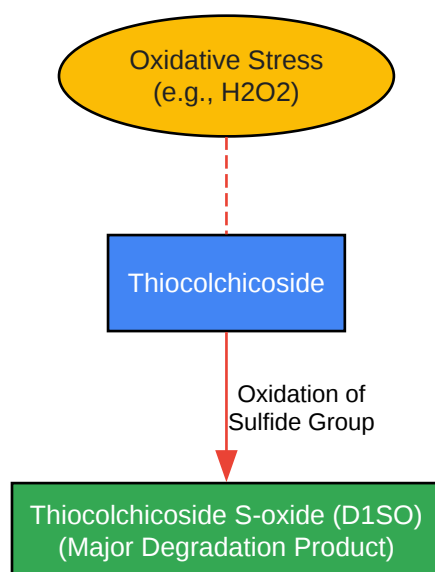 Oxidative Stress
(e.g., H2O2)
Thiocolchicoside
Oxidation of
Sulfide Group
Thiocolchicoside S-oxide (D1SO)
(Major Degradation Product)